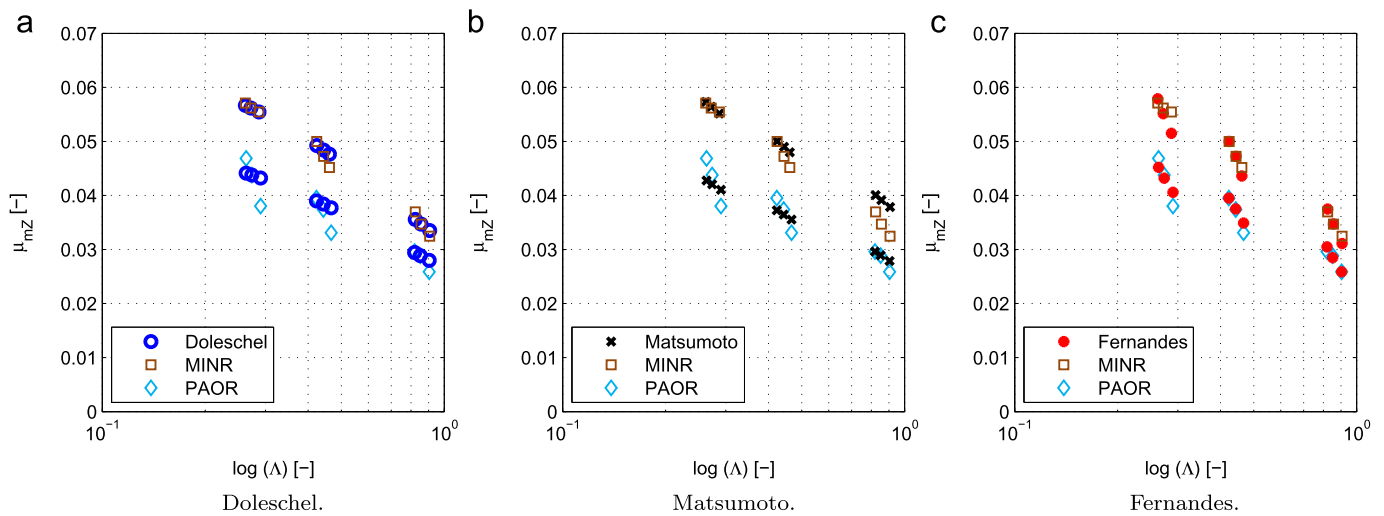 a
0.07
0.06
0.05
0.04
0.03
0.02
0.01
0
μmZ [-]
Doleschel
MINR
PAOR
10−1
100
log (Λ) [-]
Doleschel.
b
0.07
0.06
0.05
0.04
0.03
0.02
0.01
0
μmZ [-]
Matsumoto
MINR
PAOR
10−1
100
log (Λ) [-]
Matsumoto.
c
0.07
0.06
0.05
0.04
0.03
0.02
0.01
0
μmZ [-]
Fernandes
MINR
PAOR
10−1
100
log (Λ) [-]
Fernandes.